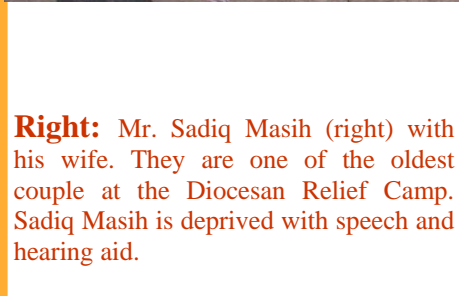 Right: Mr. Sadiq Masih (right) with
his wife. They are one of the oldest
couple at the Diocesan Relief Camp.
Sadiq Masih is deprived with speech and
hearing aid.